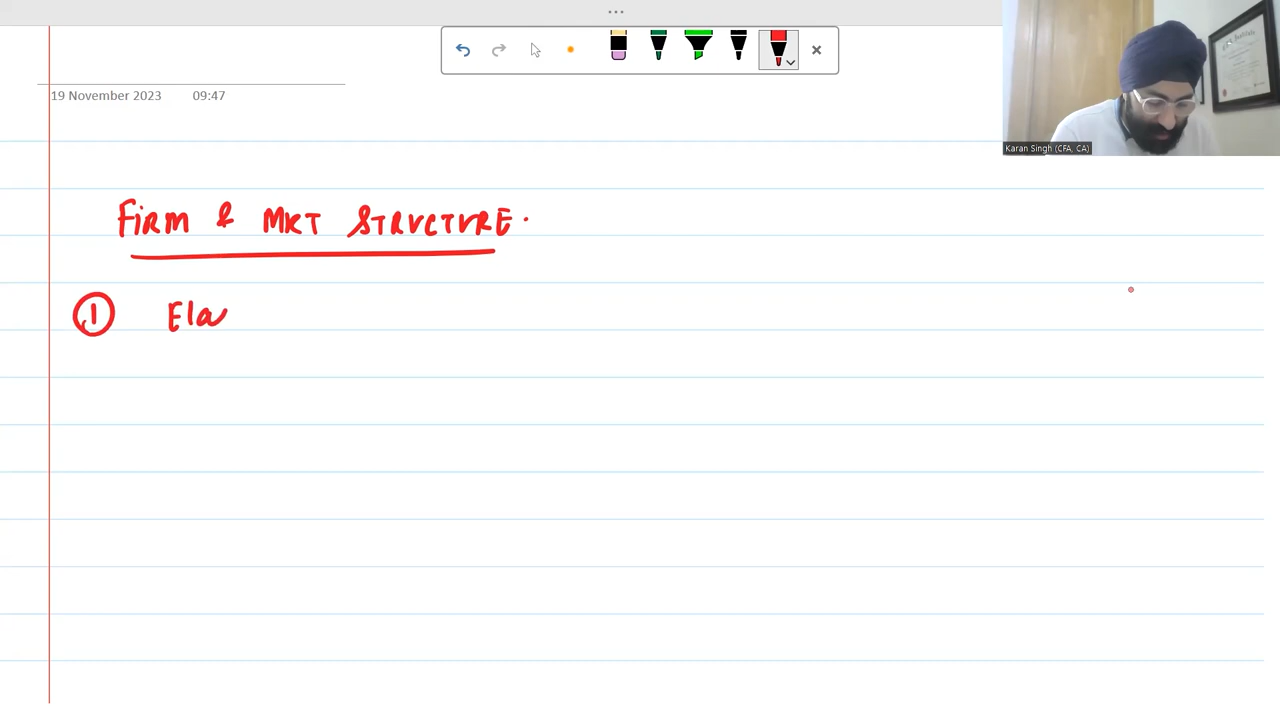 19 November 2023 09:47
Karan Singh (CFA, CA)
FIRM & MKT STRUCTURE.
① Ela